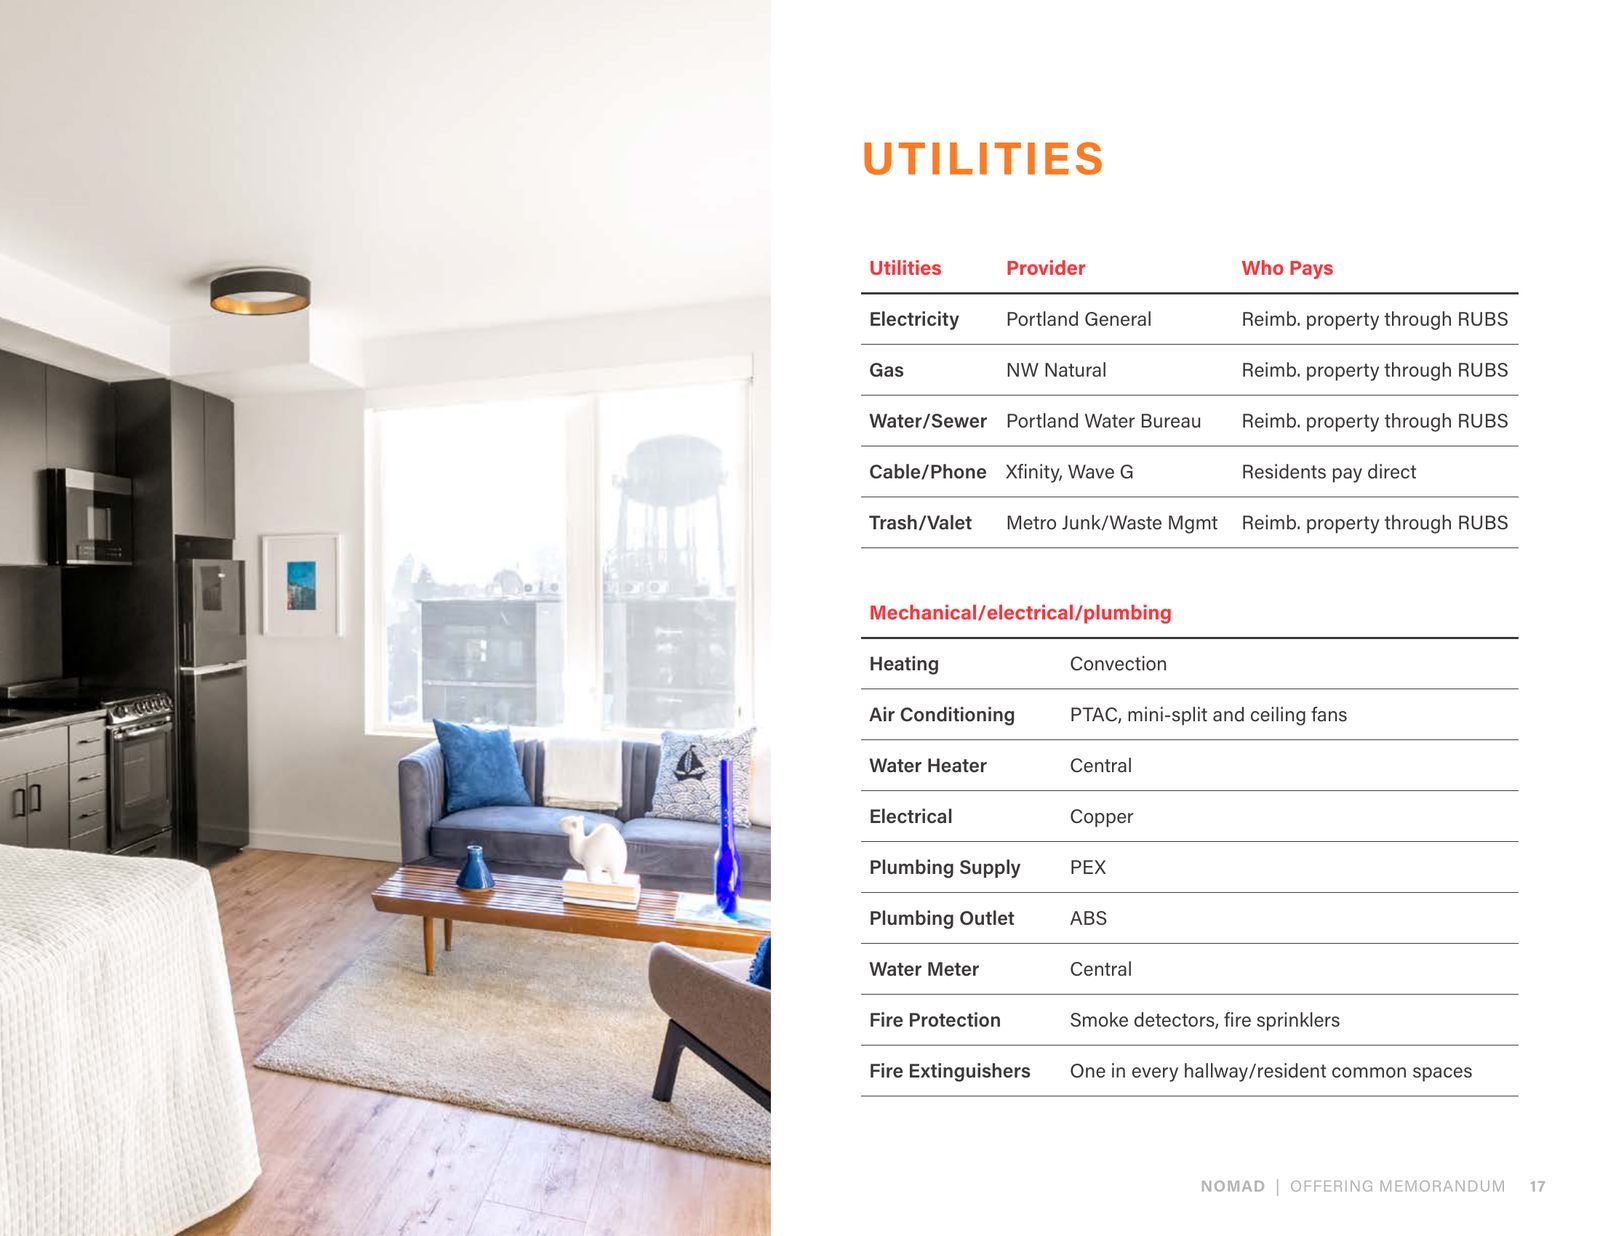 UTILITIES
Utilities Provider Who Pays
Electricity Portland General Reimb. property through RUBS
Gas NW Natural Reimb. property through RUBS
Water/Sewer Portland Water Bureau Reimb. property through RUBS
Cable/Phone Xfinity, Wave G Residents pay direct
Trash/Valet Metro Junk/Waste Mgmt Reimb. property through RUBS
Mechanical/electrical/plumbing
Heating Convection
Air Conditioning PTAC, mini-split and ceiling fans
Water Heater Central
Electrical Copper
Plumbing Supply PEX
Plumbing Outlet ABS
Water Meter Central
Fire Protection Smoke detectors, fire sprinklers
Fire Extinguishers One in every hallway/resident common spaces
NOMAD | OFFERING MEMORANDUM 17